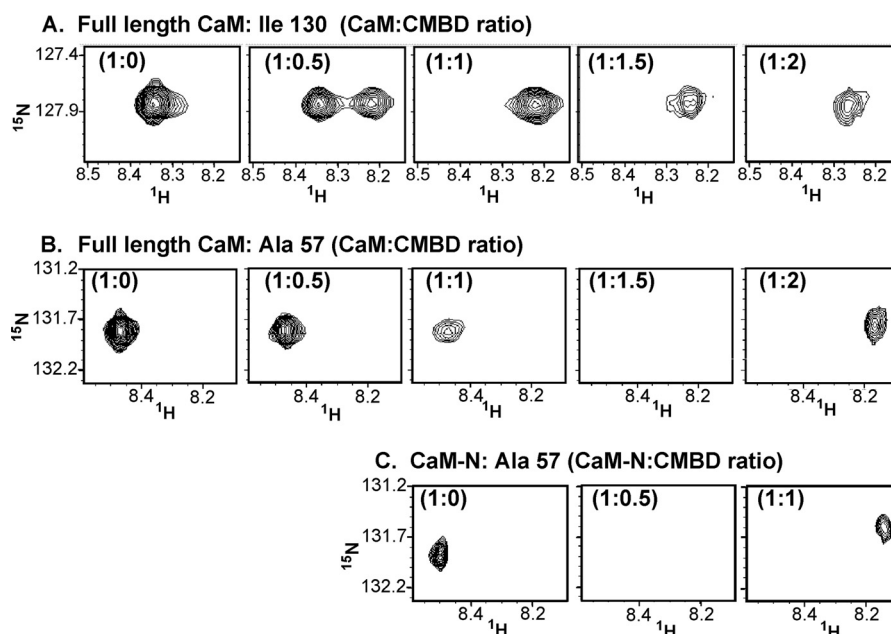 A. Full length CaM: Ile 130 (CaM:CMBD ratio)
(1:0) (1:0.5) (1:1) (1:1.5) (1:2)
127.4
127.9
15N
8.5 8.4 8.3 8.2 8.5 8.4 8.3 8.2 8.5 8.4 8.3 8.2 8.5 8.4 8.3 8.2 8.5 8.4 8.3 8.2
1H 1H 1H 1H 1H
B. Full length CaM: Ala 57 (CaM:CMBD ratio)
(1:0) (1:0.5) (1:1) (1:1.5) (1:2)
131.2
131.7
132.2
15N
8.4 8.2 8.4 8.2 8.4 8.2 8.4 8.2 8.4 8.2
1H 1H 1H 1H 1H
C. CaM-N: Ala 57 (CaM-N:CMBD ratio)
(1:0) (1:0.5) (1:1)
131.2
131.7
132.2
15N
8.4 8.2 8.4 8.2 8.4 8.2
1H 1H 1H